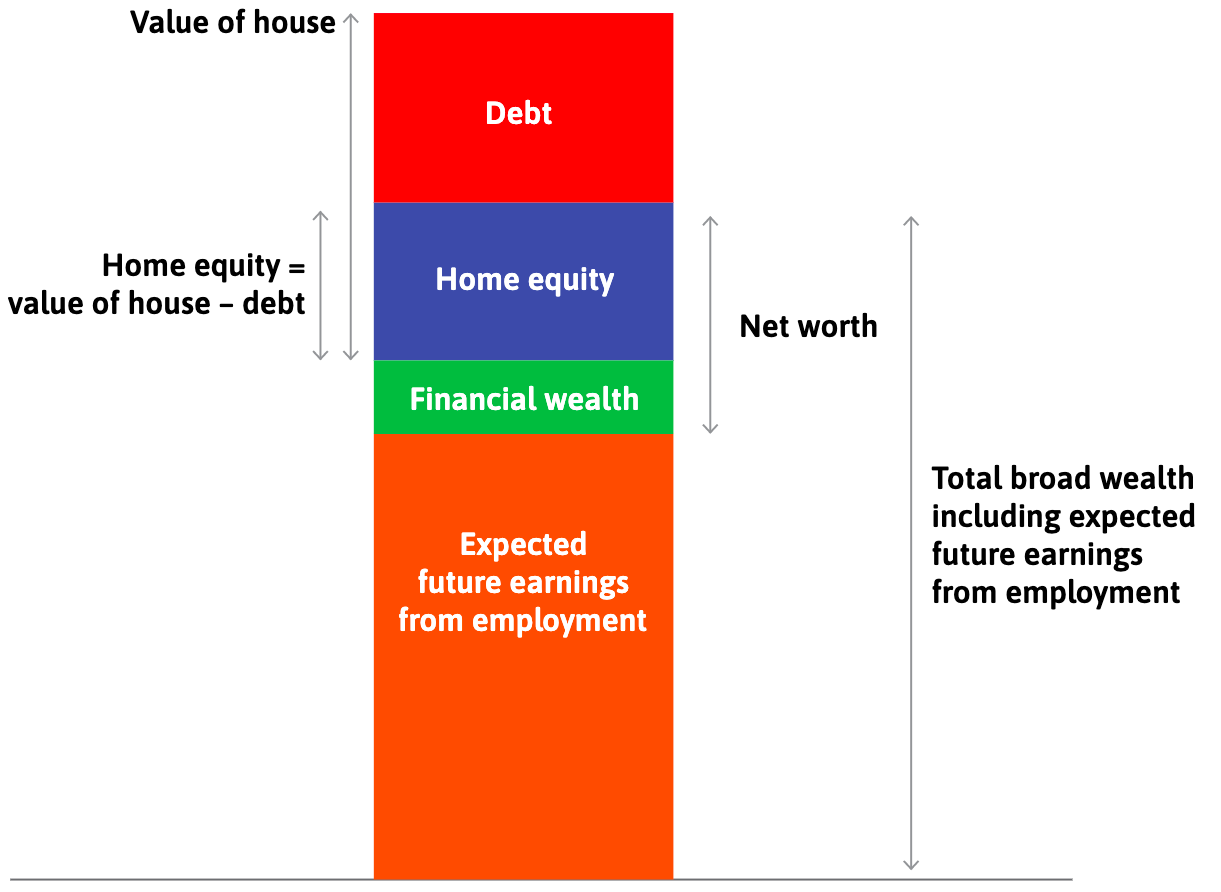 Value of house
Debt
Home equity =
value of house – debt
Home equity
Net worth
Financial wealth
Expected
future earnings
from employment
Total broad wealth
including expected
future earnings
from employment